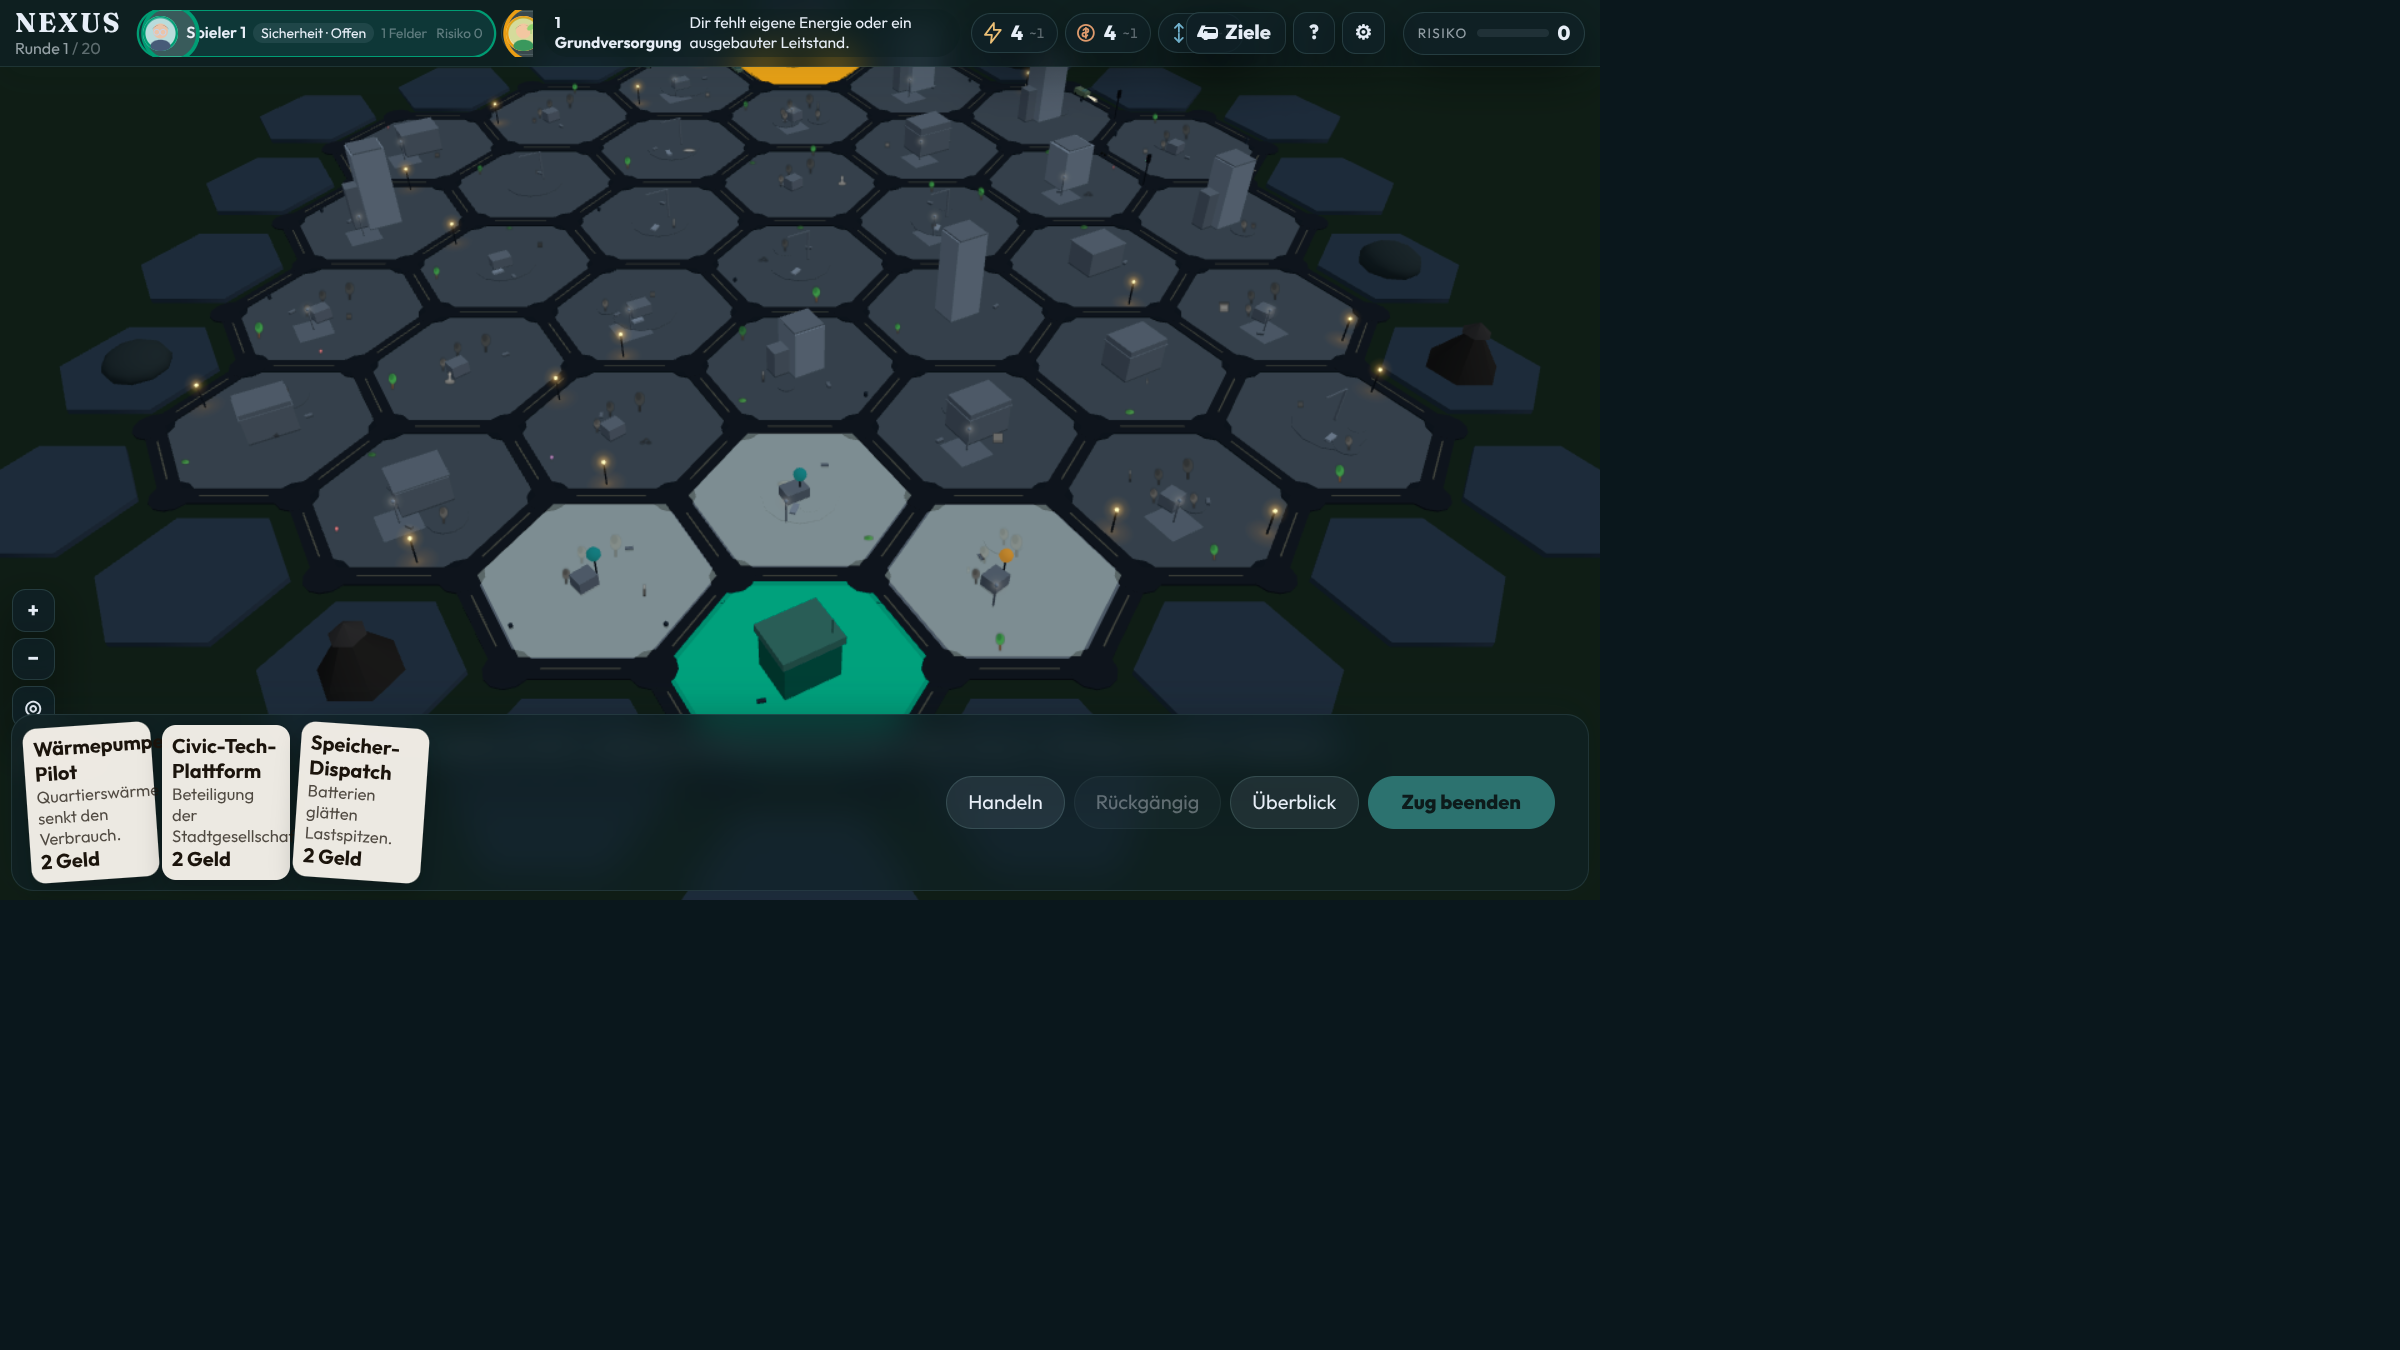 NEXUS
Runde 1 / 20
Spieler 1
Sicherheit · Offen
1 Felder
Risiko 0
1
Grundversorgung
Dir fehlt eigene Energie oder ein
ausgebauter Leitstand.
4 ~1
4 ~1
Ziele
?
RISIKO
0
+
−
Wärmepump
Pilot
Quartierswärme
senkt den
Verbrauch.
2 Geld
Civic-Tech-
Plattform
Beteiligung
der
Stadtgesellscha
2 Geld
Speicher-
Dispatch
Batterien
glätten
Lastspitzen.
2 Geld
Handeln
Rückgängig
Überblick
Zug beenden